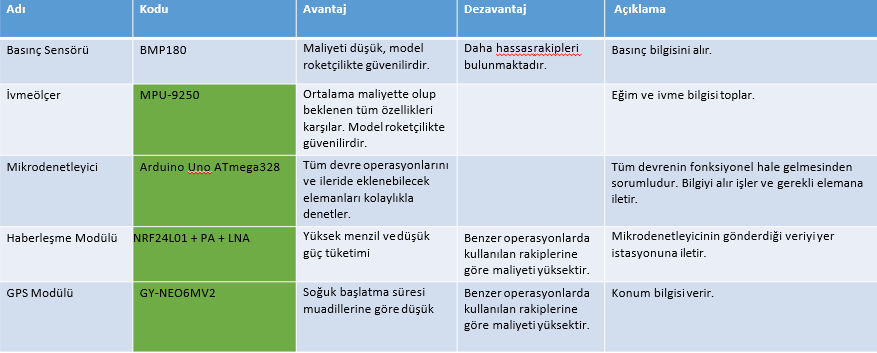 Adı Kodu Avantaj Dezavantaj Açıklama
Basınç Sensörü BMP180 Maliyeti düşük, model Daha hassasrakipleri Basınç bilgisini alır.
roketçilikte güvenilirdir. bulunmaktadır.
İvmeölçer MPU-9250 Ortalama maliyette olup Eğim ve ivme bilgisi toplar.
beklenen tüm özellikleri
karşılar. Model roketçilikte
güvenilirdir.
Mikrodenetleyici Arduino Uno ATmega328 Tüm devre operasyonlarını Tüm devrenin fonksiyonel hale gelmesinden
ve ileride eklenebilecek sorumludur. Bilgiyi alır işler ve gerekli elemana
elemanları kolaylıkla iletir.
denetler.
Haberleşme Modülü NRF24L01 + PA + LNA Yüksek menzil ve düşük Benzer operasyonlarda Mikrodenetleyicinin gönderdiği veriyi yer
güç tüketimi kullanılan rakiplerine istasyonuna iletir.
göre maliyeti yüksektir.
GPS Modülü GY-NEO6MV2 Soğuk başlatma süresi Benzer operasyonlarda Konum bilgisi verir.
muadillerine göre düşük kullanılan rakiplerine
göre maliyeti yüksektir.